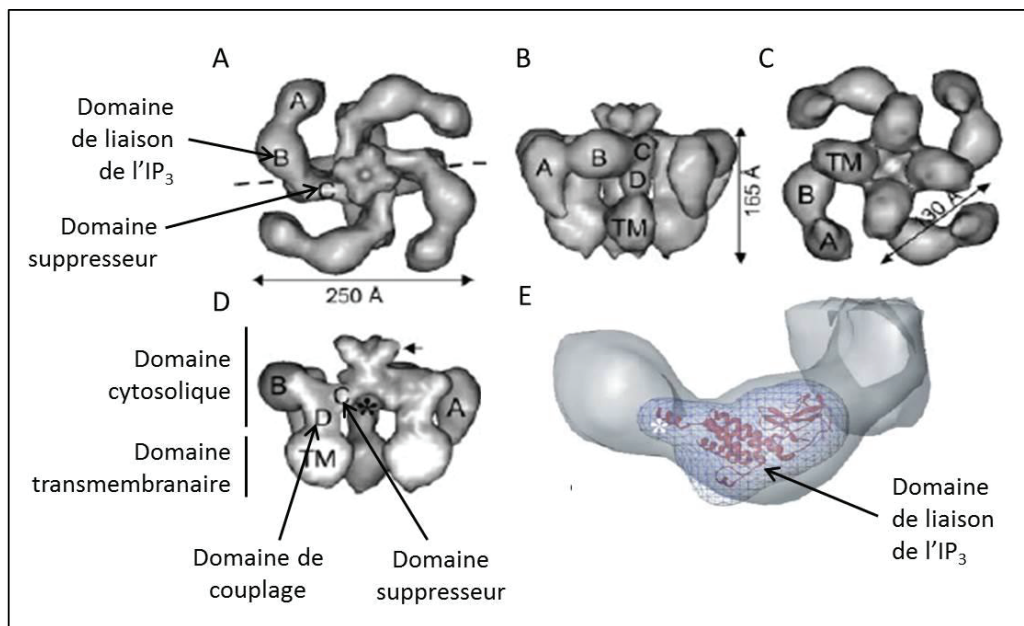 A
B
C
Domaine
de liaison
de l'IP3
Domaine
suppresseur
A
B
C
250 Å
A
B
C
D
TM
165 Å
TM
B
A
D
E
Domaine
cytosolique
Domaine
transmembranaire
B
C
D
*
A
TM
Domaine de
couplage
Domaine
suppresseur
*
Domaine
de liaison
de l'IP3